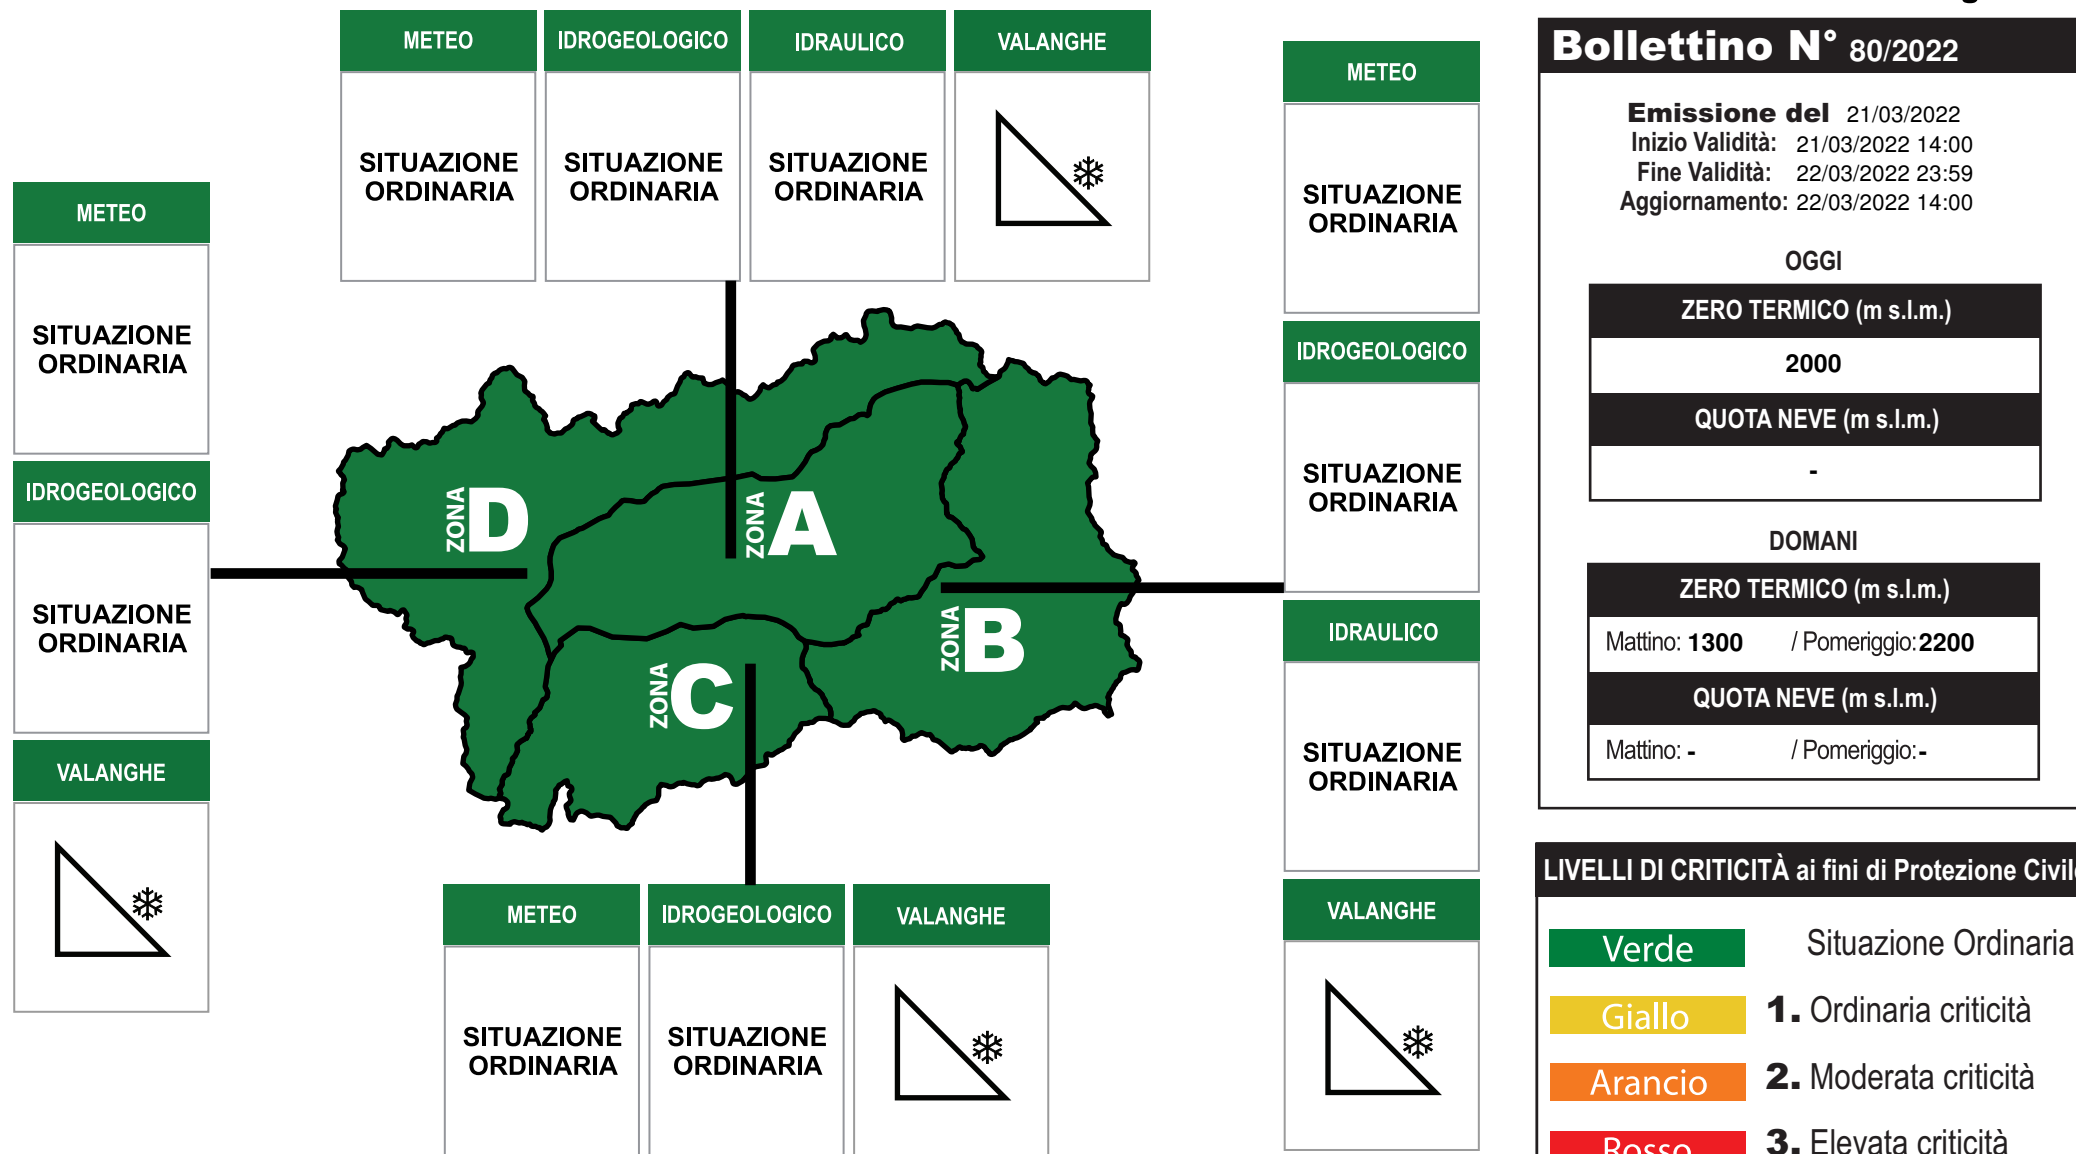 METEO
IDROGEOLOGICO
IDRAULICO
VALANGHE
SITUAZIONE
ORDINARIA
SITUAZIONE
ORDINARIA
SITUAZIONE
ORDINARIA
METEO
SITUAZIONE
ORDINARIA
IDROGEOLOGICO
SITUAZIONE
ORDINARIA
VALANGHE
ZONA D
ZONA A
ZONA B
ZONA C
METEO
SITUAZIONE
ORDINARIA
IDROGEOLOGICO
SITUAZIONE
ORDINARIA
IDRAULICO
SITUAZIONE
ORDINARIA
VALANGHE
METEO
IDROGEOLOGICO
VALANGHE
SITUAZIONE
ORDINARIA
SITUAZIONE
ORDINARIA
Bollettino N° 80/2022
Emissione del 21/03/2022
Inizio Validità: 21/03/2022 14:00
Fine Validità: 22/03/2022 23:59
Aggiornamento: 22/03/2022 14:00
OGGI
ZERO TERMICO (m s.l.m.)
2000
QUOTA NEVE (m s.l.m.)
-
DOMANI
ZERO TERMICO (m s.l.m.)
Mattino: 1300 / Pomeriggio: 2200
QUOTA NEVE (m s.l.m.)
Mattino: - / Pomeriggio: -
LIVELLI DI CRITICITÀ ai fini di Protezione Civile
Verde Situazione Ordinaria
Giallo 1. Ordinaria criticità
Arancio 2. Moderata criticità
Rosso 3. Elevata criticità